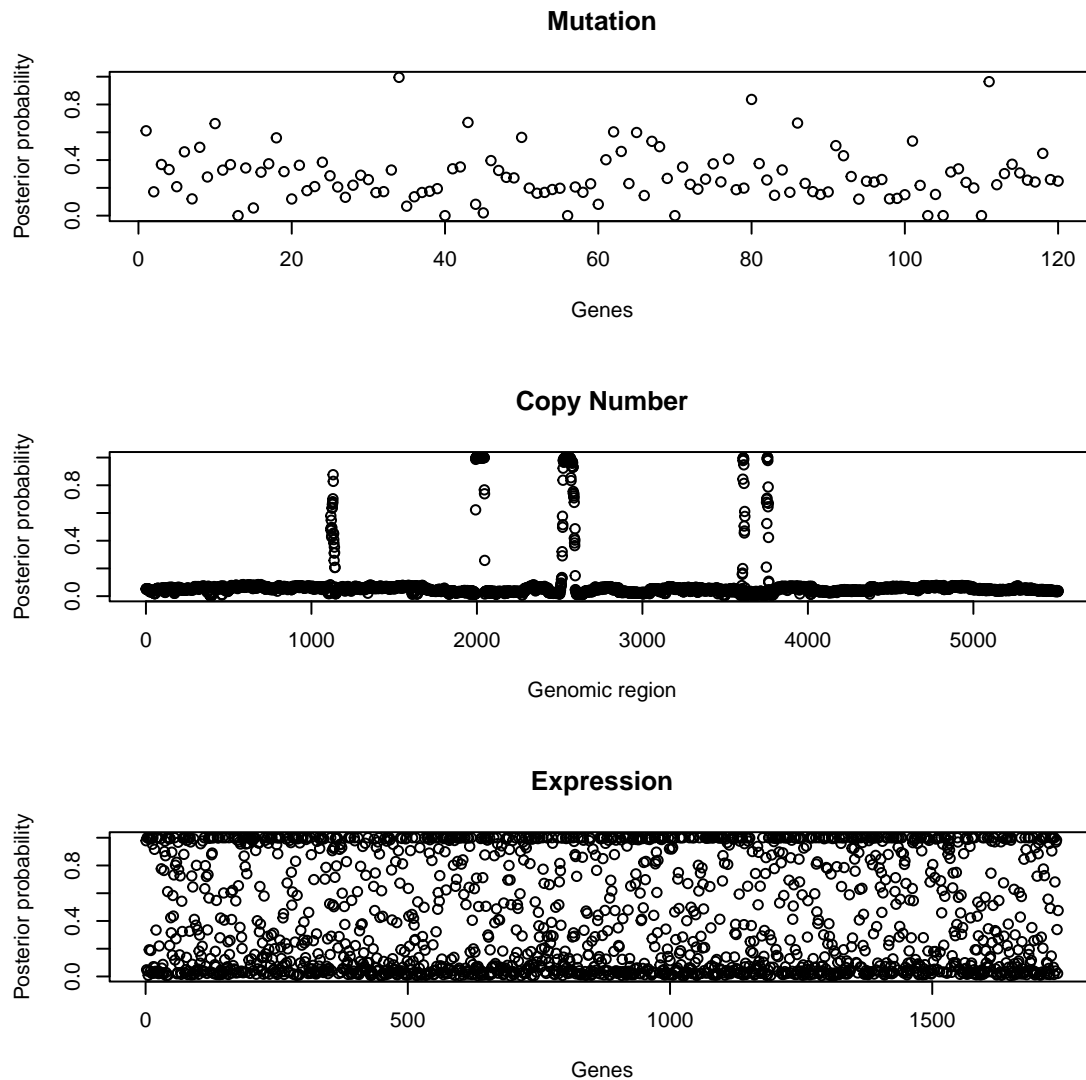 Mutation
Posterior probability
0.8
0.4
0.0
0 20 40 60 80 100 120
Genes
Copy Number
Posterior probability
0.8
0.4
0.0
0 1000 2000 3000 4000 5000
Genomic region
Expression
Posterior probability
0.8
0.4
0.0
0 500 1000 1500
Genes